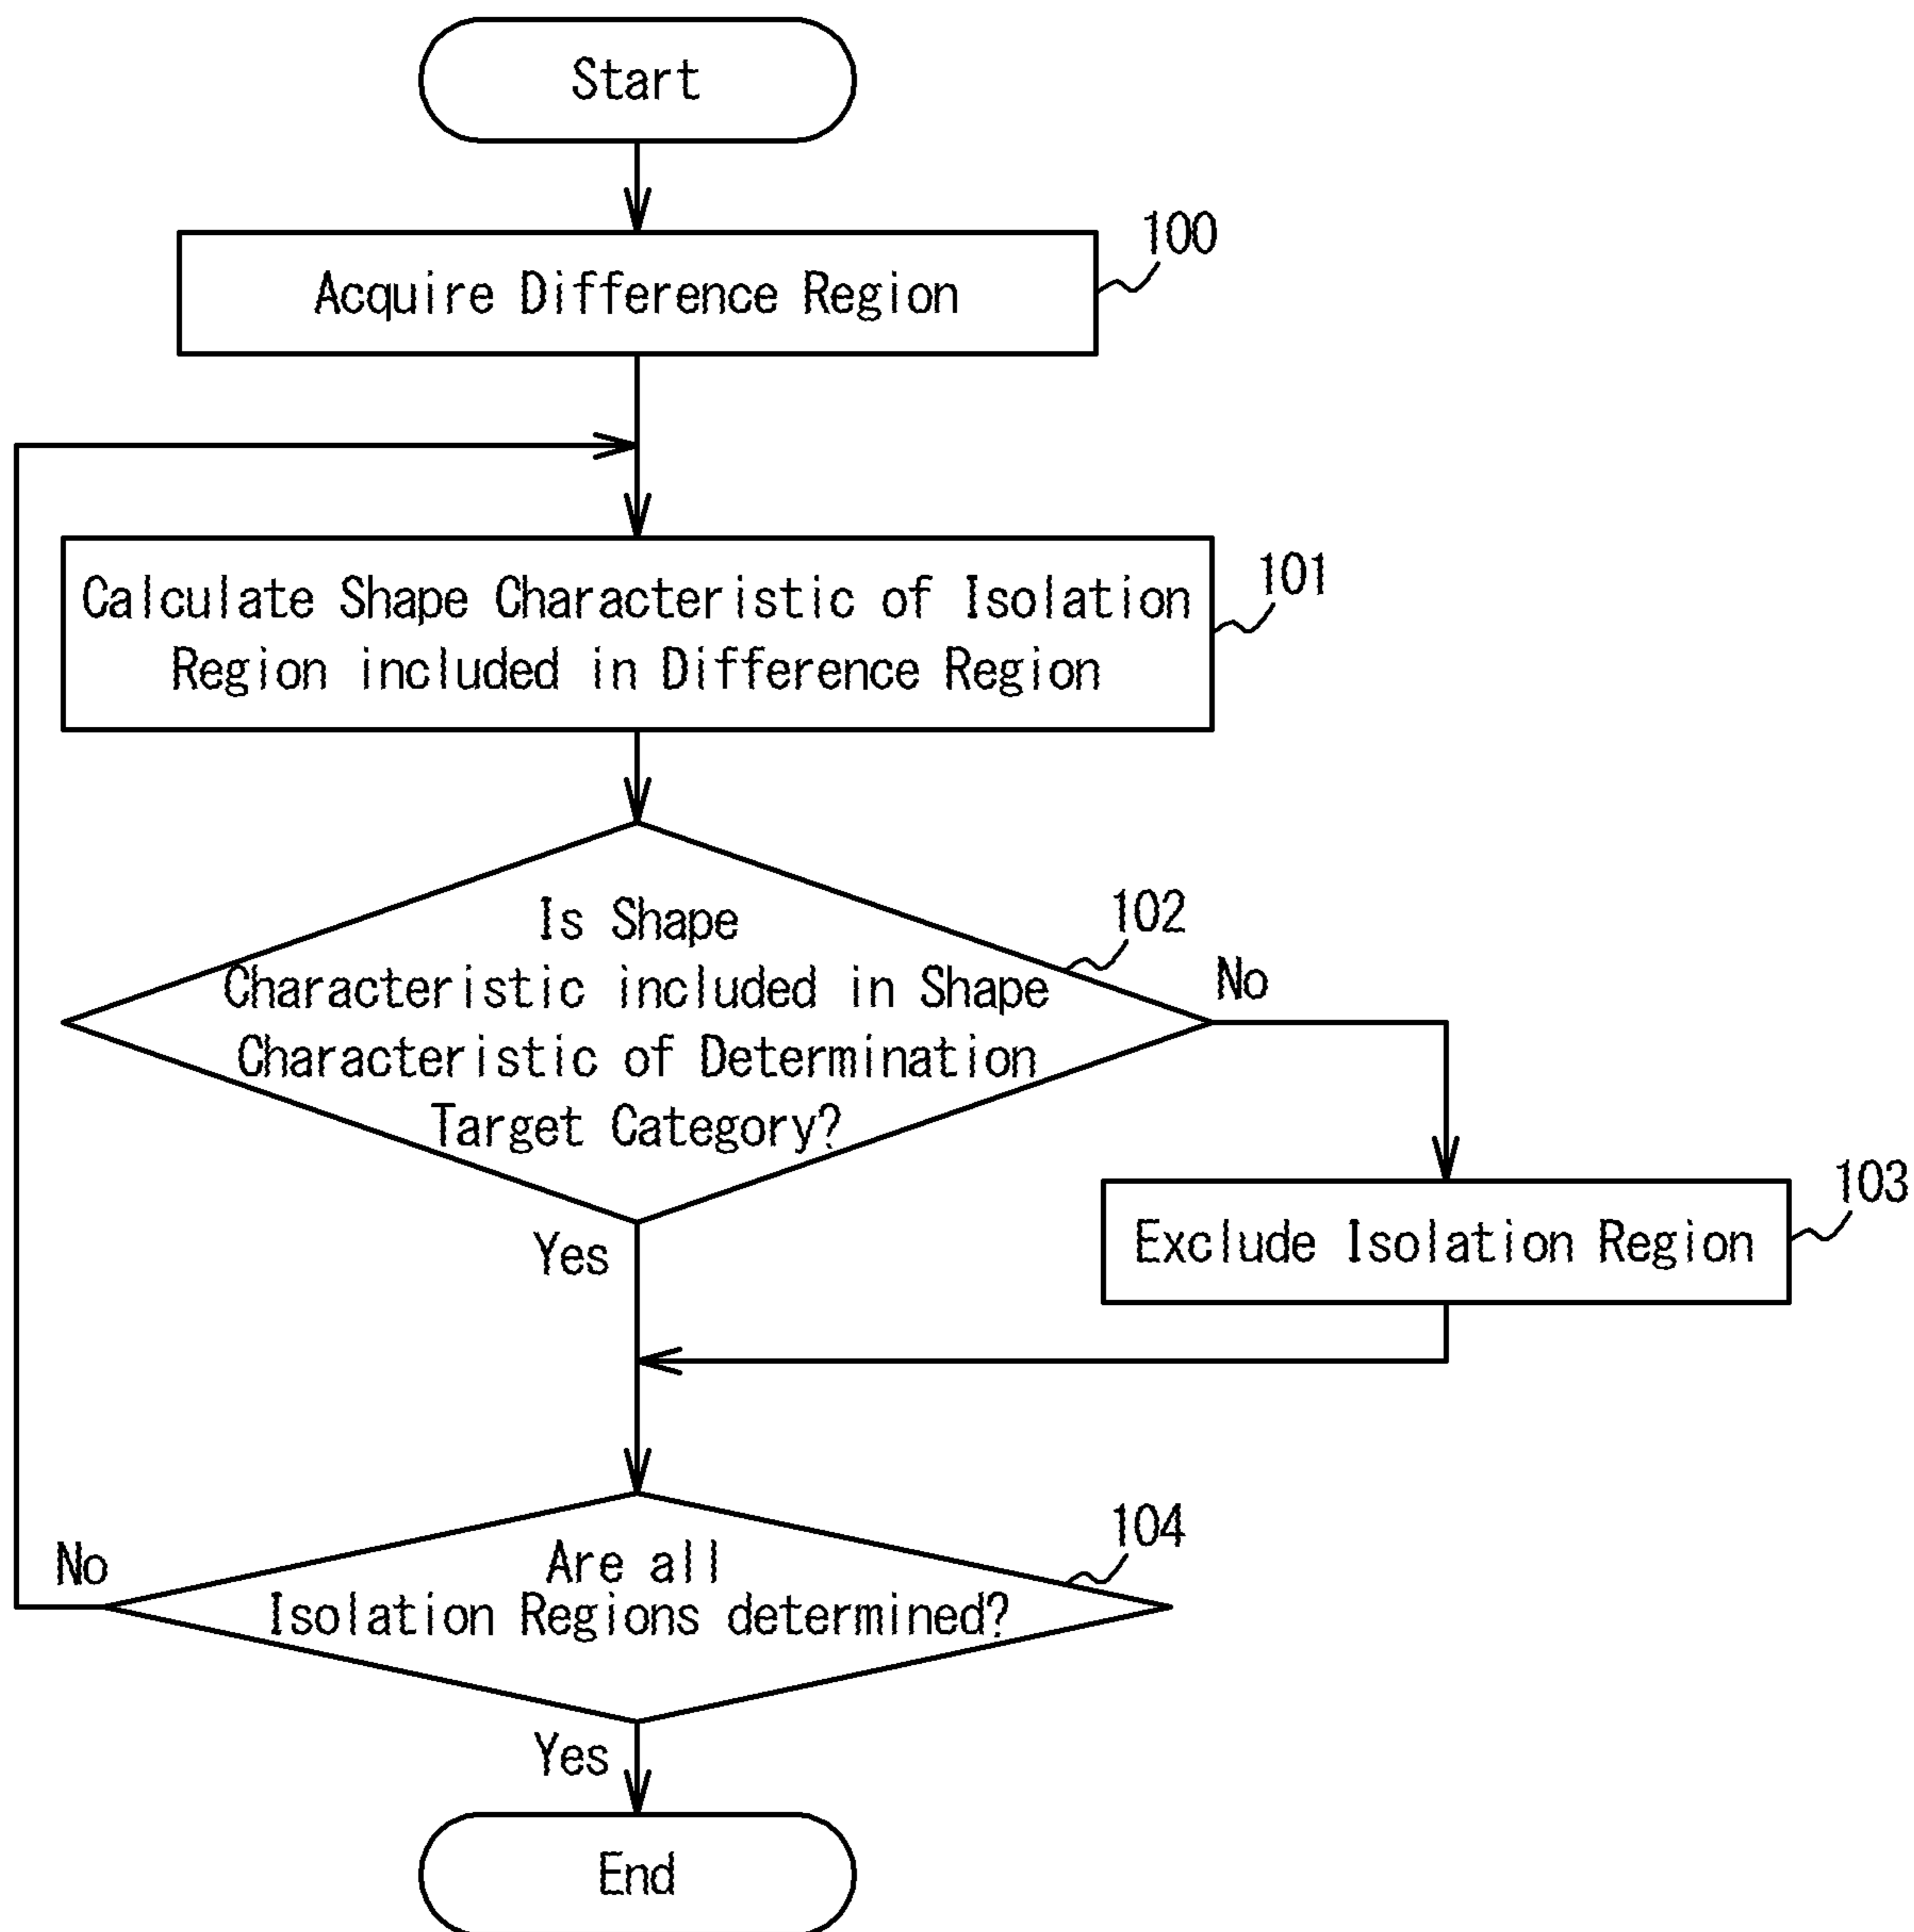 Start
100
Acquire Difference Region
101
Calculate Shape Characteristic of Isolation
Region included in Difference Region
102
Is Shape
Characteristic included in Shape
Characteristic of Determination
Target Category?
No
Yes
103
Exclude Isolation Region
104
Are all
Isolation Regions determined?
No
Yes
End